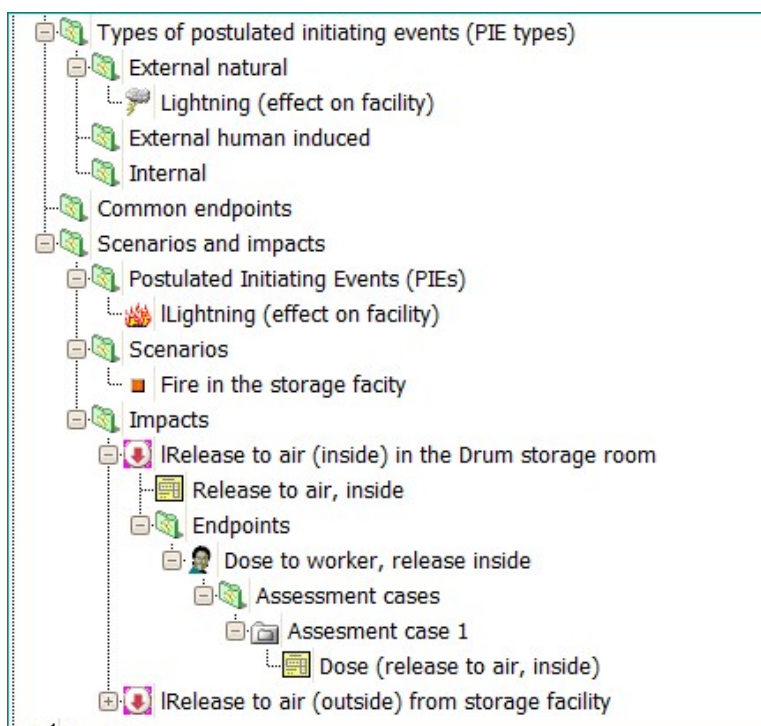 Types of postulated initiating events (PIE types)
External natural
Lightning (effect on facility)
External human induced
Internal
Common endpoints
Scenarios and impacts
Postulated Initiating Events (PIEs)
lLightning (effect on facility)
Scenarios
Fire in the storage facity
Impacts
lRelease to air (inside) in the Drum storage room
Release to air, inside
Endpoints
Dose to worker, release inside
Assessment cases
Assesment case 1
Dose (release to air, inside)
lRelease to air (outside) from storage facility